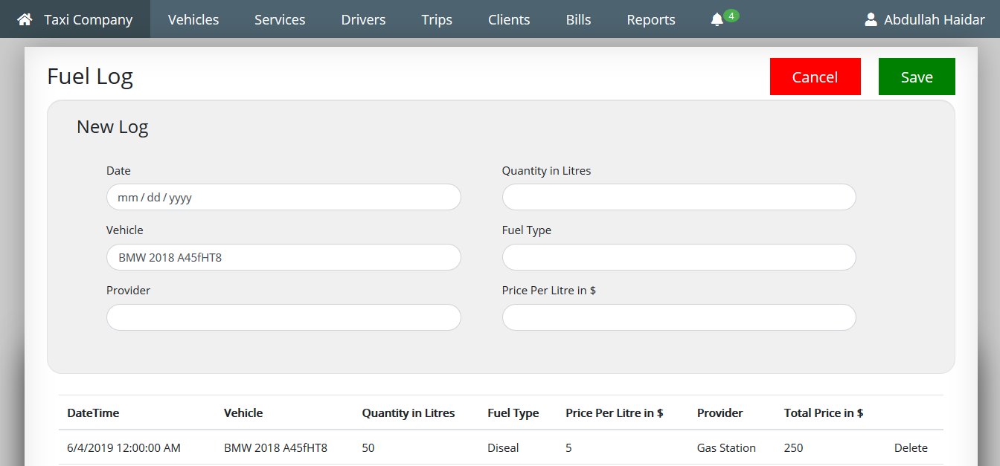 Taxi Company Vehicles Services Drivers Trips Clients Bills Reports 4 Abdullah Haidar
Fuel Log Cancel Save
New Log
Date Quantity in Litres
mm / dd / yyyy
Vehicle Fuel Type
BMW 2018 A45fHT8
Provider Price Per Litre in $
DateTime Vehicle Quantity in Litres Fuel Type Price Per Litre in $ Provider Total Price in $
6/4/2019 12:00:00 AM BMW 2018 A45fHT8 50 Diseal 5 Gas Station 250 Delete